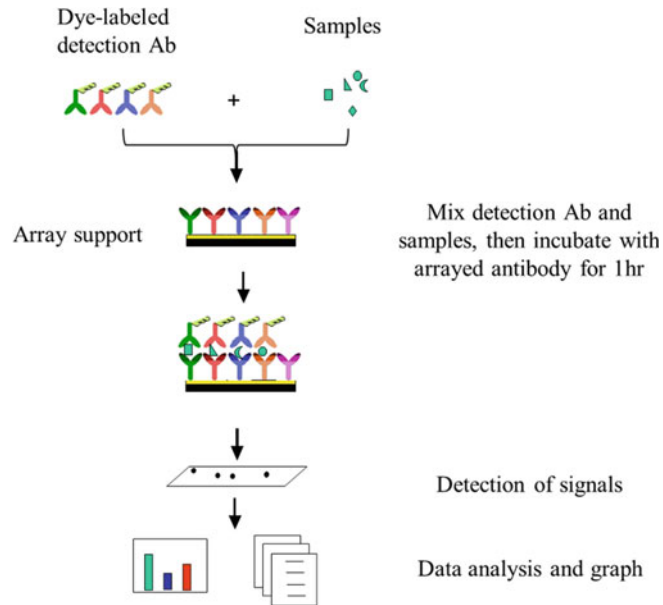 Dye-labeled
detection Ab
Samples
+
Array support
Mix detection Ab and
samples, then incubate with
arrayed antibody for 1hr
Detection of signals
Data analysis and graph